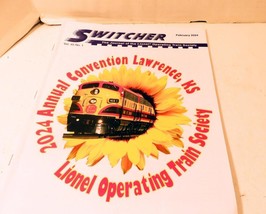 SWITCHER
February 2024
2024 Annual Convention Lawrence, KS
Lionel Operating Train Society